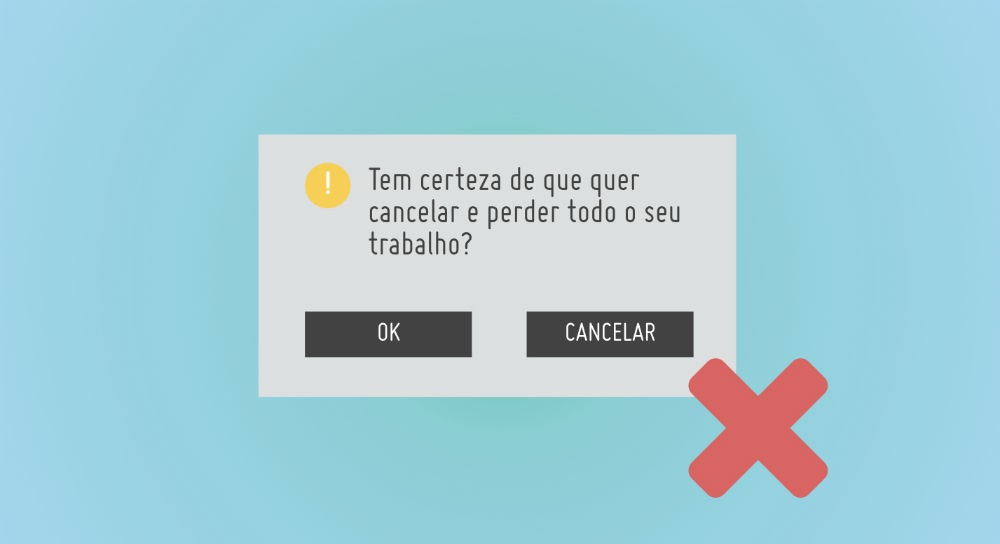 !
Tem certeza de que quer
cancelar e perder todo o seu
trabalho?
OK
CANCELAR